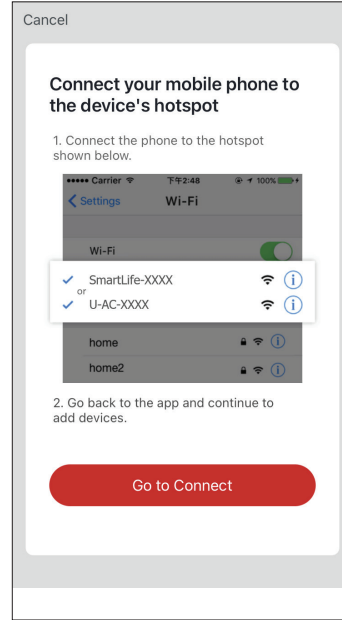 Cancel
Connect your mobile phone to
the device's hotspot
1. Connect the phone to the hotspot
shown below.
Carrier 下午2:48 100%
Settings Wi-Fi
Wi-Fi
SmartLife-XXXX
or
U-AC-XXXX
home
home2
2. Go back to the app and continue to
add devices.
Go to Connect